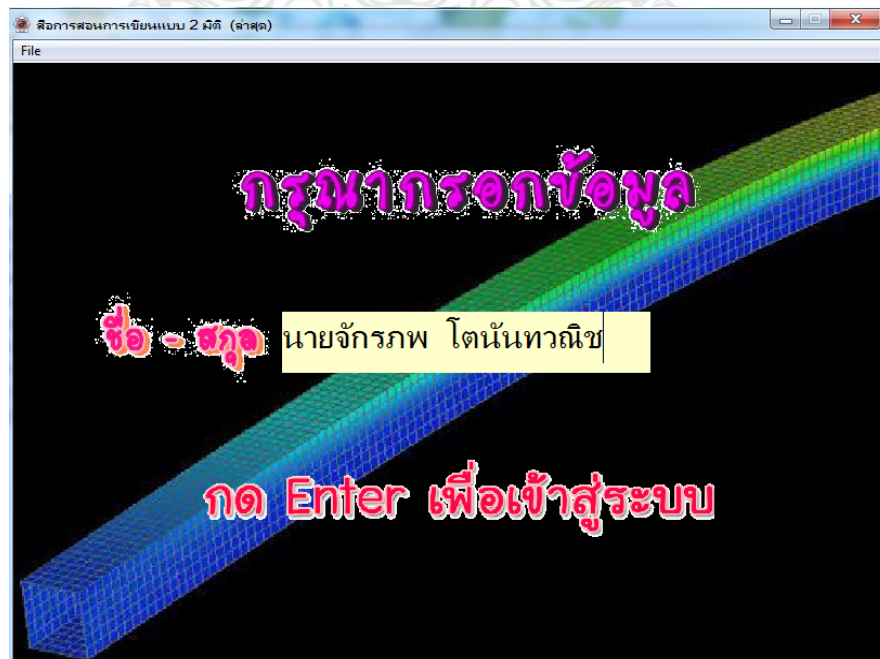 สื่อการสอนการเขียนแบบ 2 มิติ (ล่าสุด)
File
กรุณากรอกข้อมูล
ชื่อ - สกุล นายจักรภพ โตนันทวณิช
กด Enter เพื่อเข้าสู่ระบบ